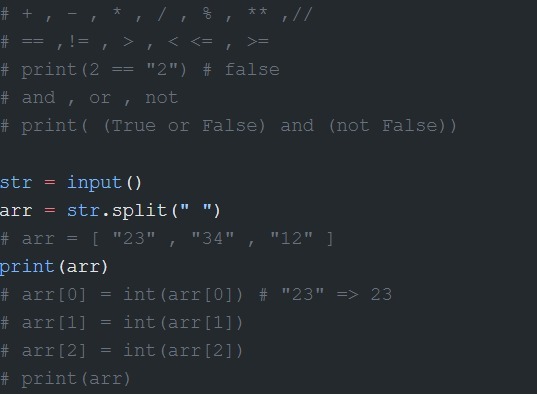 # + , - , * , / , % , ** ,//
# == ,!= , > , < <= , >=
# print(2 == "2") # false
# and , or , not
# print( (True or False) and (not False))
str = input()
arr = str.split(" ")
# arr = [ "23" , "34" , "12" ]
print(arr)
# arr[0] = int(arr[0]) # "23" => 23
# arr[1] = int(arr[1])
# arr[2] = int(arr[2])
# print(arr)